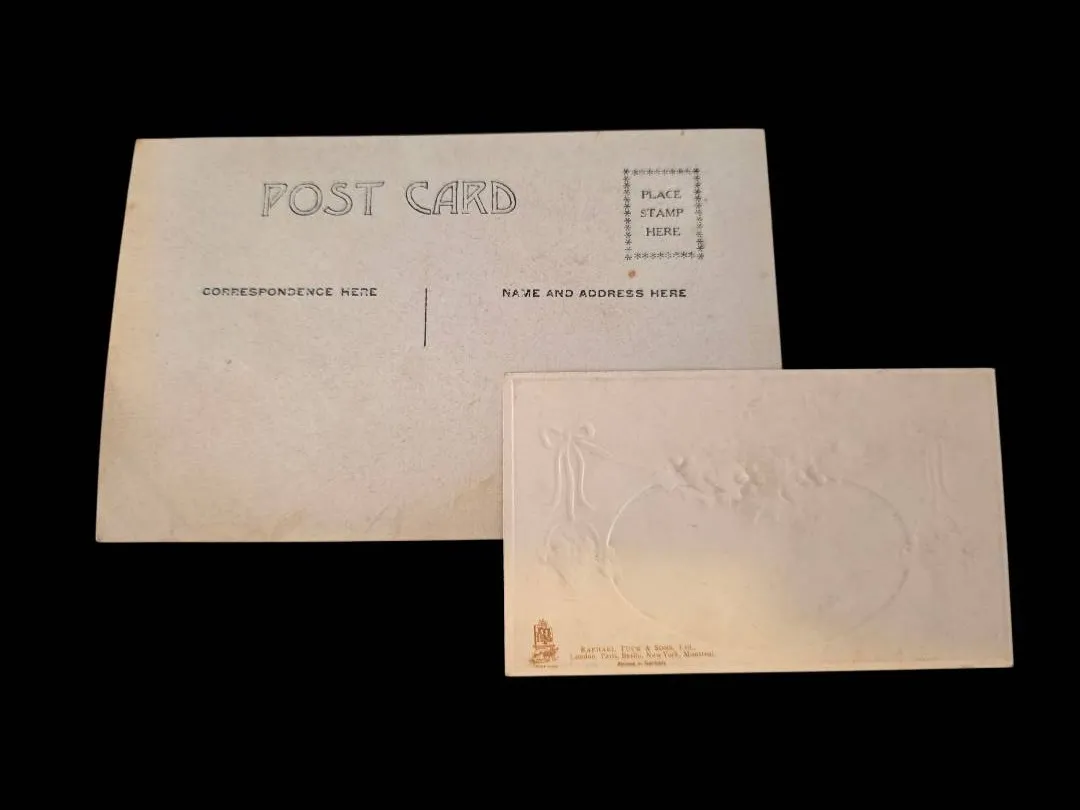 POST CARD
PLACE
STAMP
HERE
CORRESPONDENCE HERE
NAME AND ADDRESS HERE
RAPHAEL TUCK & SONS, LTD.,
London, Paris, Berlin, New York, Montreal.